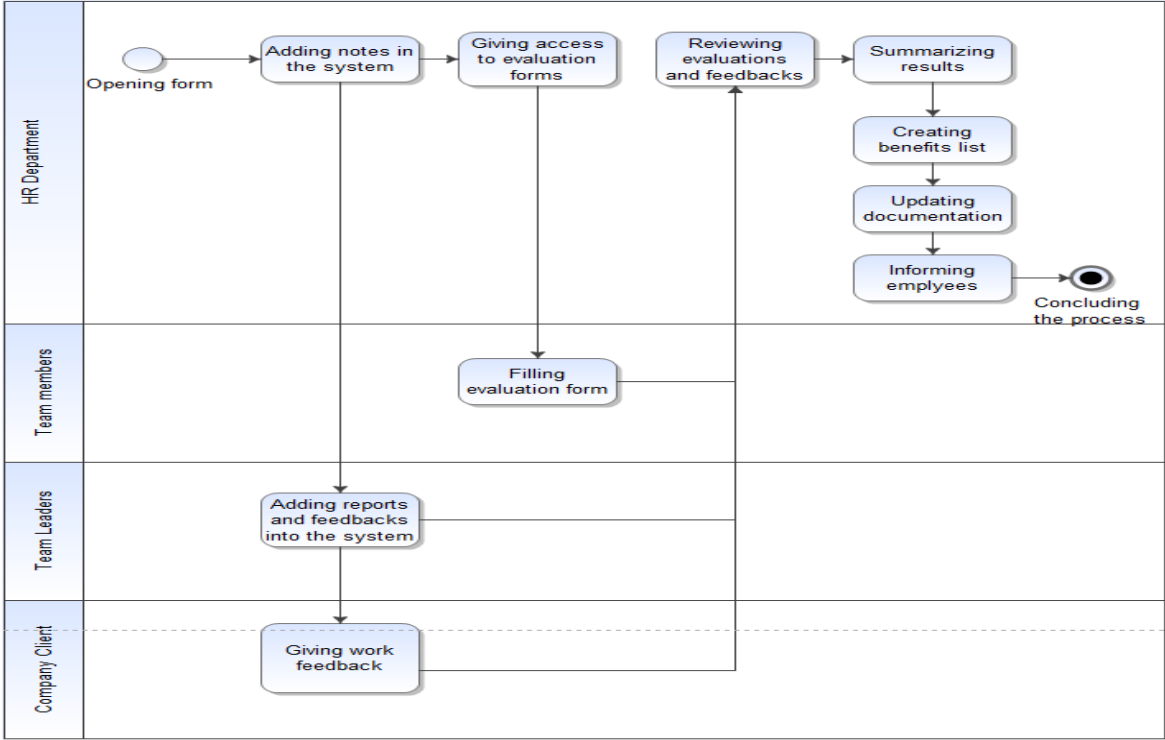 HR Department
Opening form
Adding notes in
the system
Giving access
to evaluation
forms
Reviewing
evaluations
and feedbacks
Summarizing
results
Creating
benefits list
Updating
documentation
Informing
emplyees
Concluding
the process
Team members
Filling
evaluation form
Team Leaders
Adding reports
and feedbacks
into the system
Company Client
Giving work
feedback